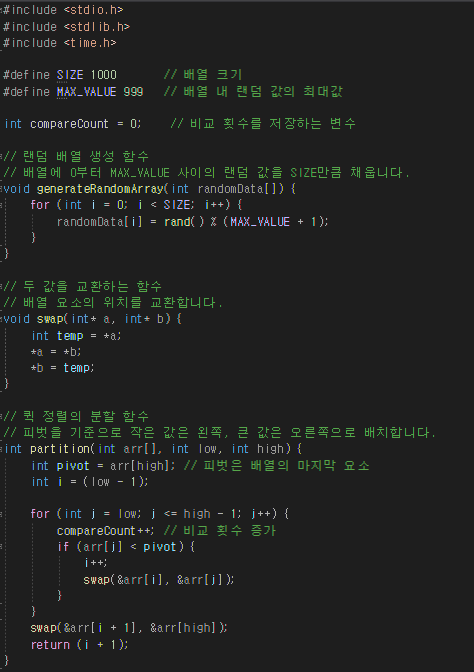 #include <stdio.h>
#include <stdlib.h>
#include <time.h>
#define SIZE 1000 // 배열 크기
#define MAX_VALUE 999 // 배열 내 랜덤 값의 최대값
int compareCount = 0; // 비교 횟수를 저장하는 변수
// 랜덤 배열 생성 함수
// 배열에 0부터 MAX_VALUE 사이의 랜덤 값을 SIZE만큼 채웁니다.
void generateRandomArray(int randomData[]) {
for (int i = 0; i < SIZE; i++) {
randomData[i] = rand() % (MAX_VALUE + 1);
}
}
// 두 값을 교환하는 함수
// 배열 요소의 위치를 교환합니다.
void swap(int* a, int* b) {
int temp = *a;
*a = *b;
*b = temp;
}
// 퀵 정렬의 분할 함수
// 피벗을 기준으로 작은 값은 왼쪽, 큰 값은 오른쪽으로 배치합니다.
int partition(int arr[], int low, int high) {
int pivot = arr[high]; // 피벗은 배열의 마지막 요소
int i = (low - 1);
for (int j = low; j <= high - 1; j++) {
compareCount++; // 비교 횟수 증가
if (arr[j] < pivot) {
i++;
swap(&arr[i], &arr[j]);
}
}
swap(&arr[i + 1], &arr[high]);
return (i + 1);
}